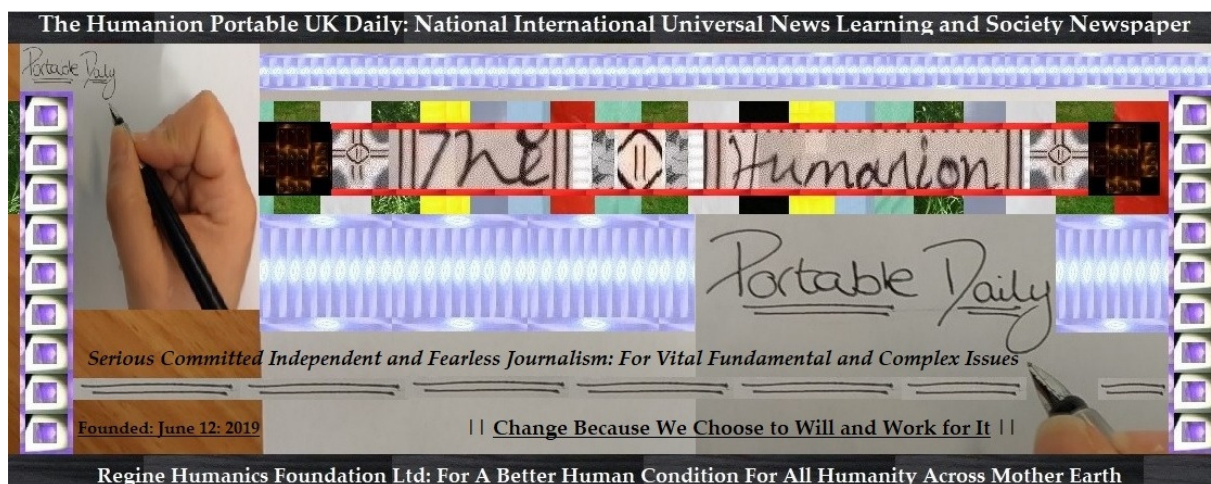 The Humanion Portable UK Daily: National International Universal News Learning and Society Newspaper
Portable Daily
The Humanion
Portable Daily
Serious Committed Independent and Fearless Journalism: For Vital Fundamental and Complex Issues
Founded: June 12: 2019
|| Change Because We Choose to Will and Work for It ||
Regine Humanics Foundation Ltd: For A Better Human Condition For All Humanity Across Mother Earth